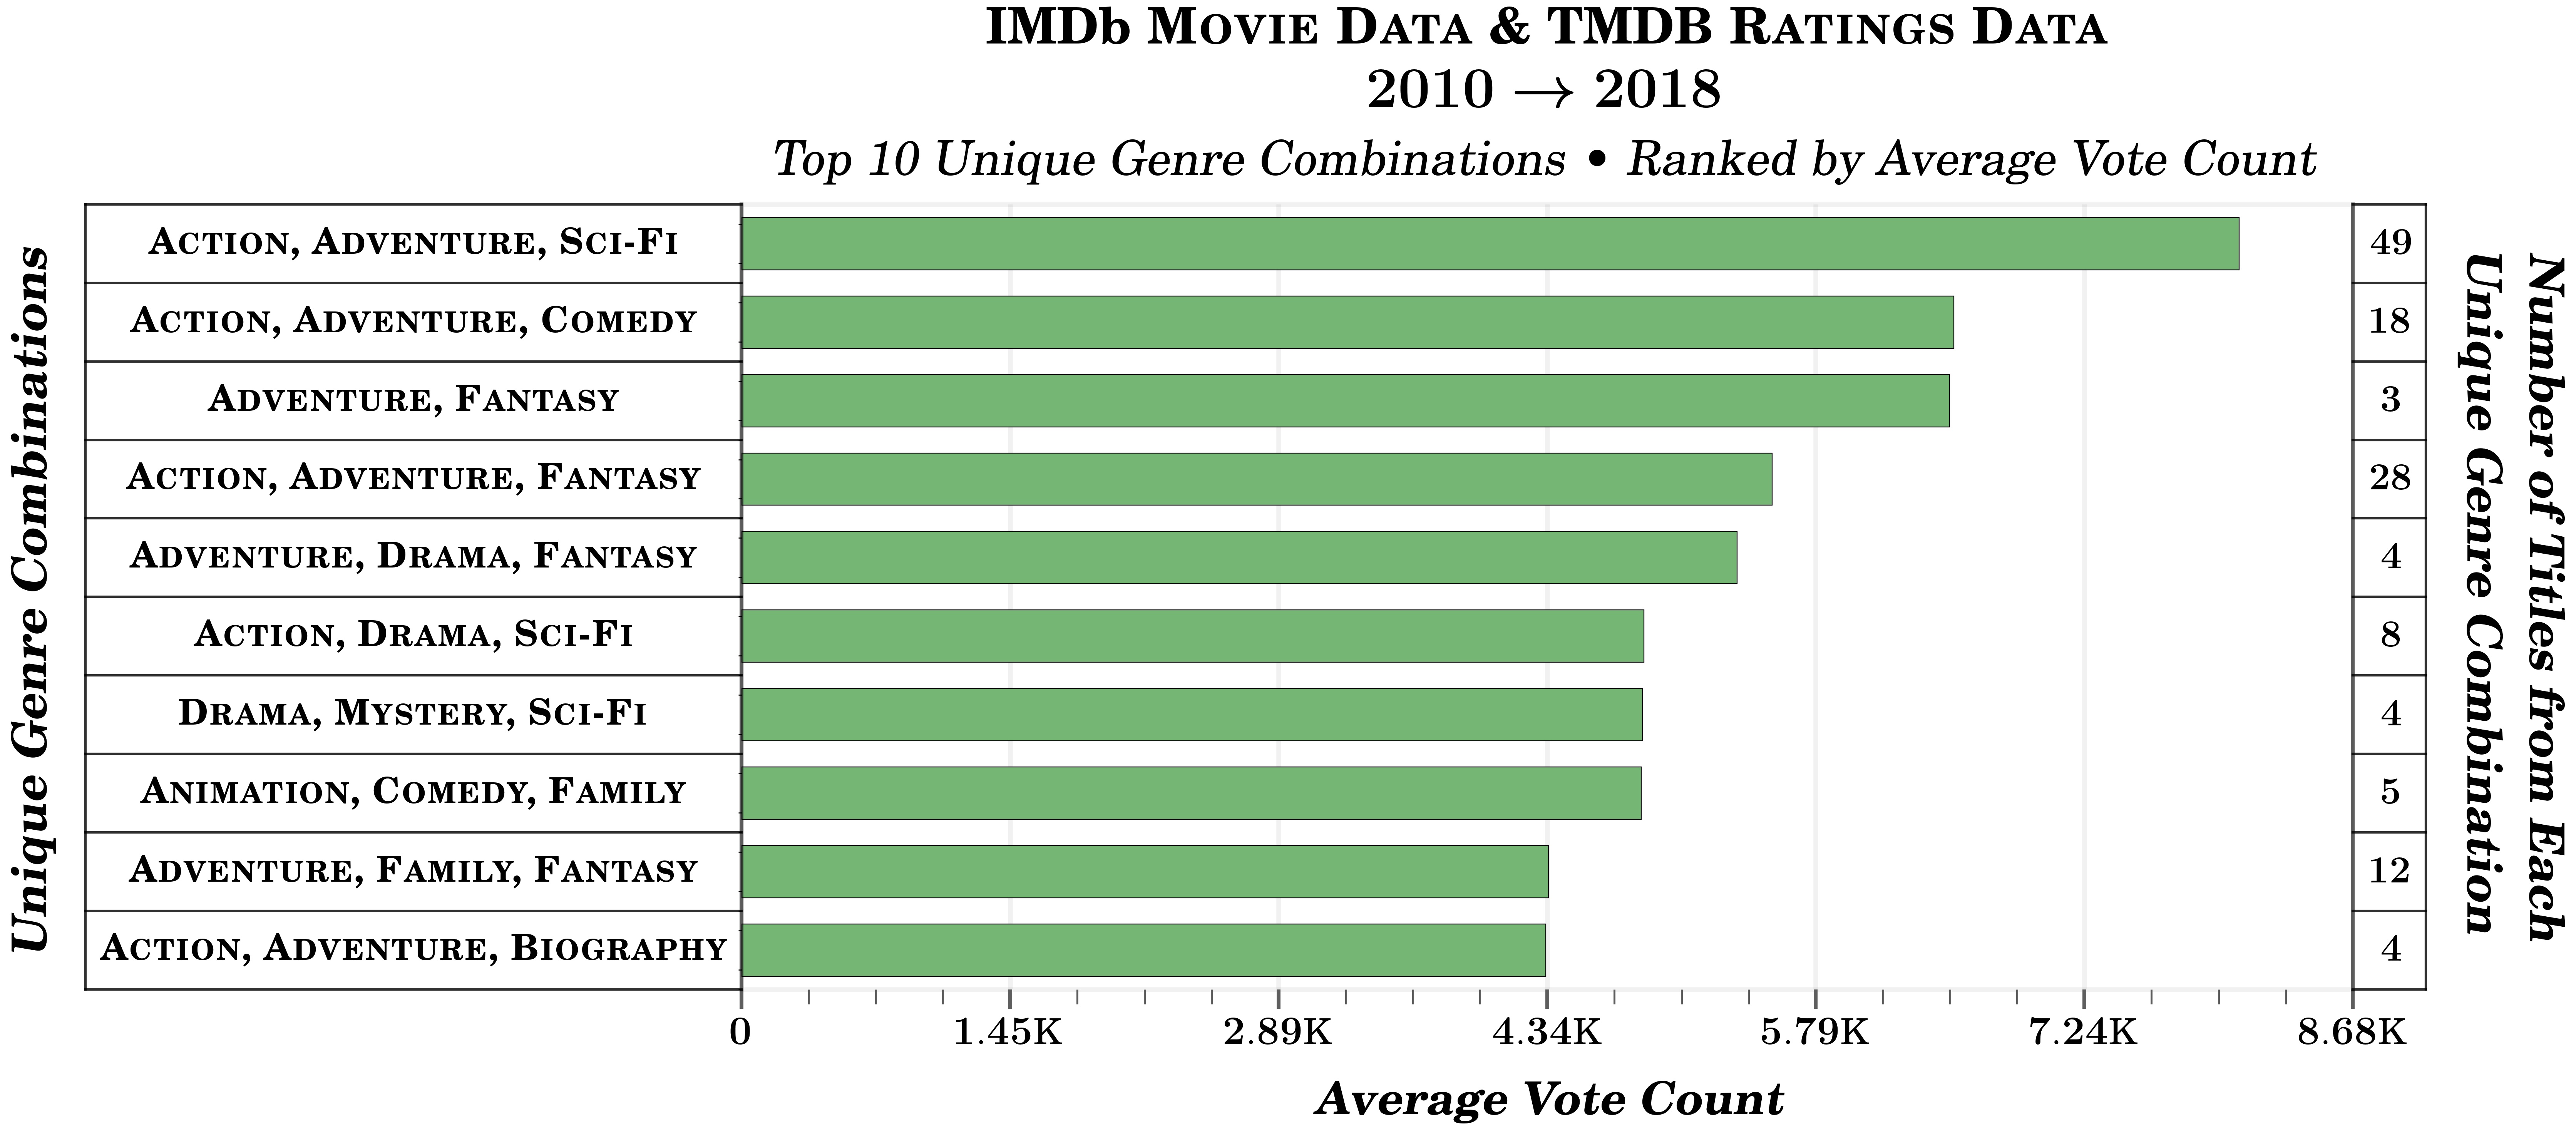 IMDb Movie Data & TMDB Ratings Data
2010 → 2018
Top 10 Unique Genre Combinations • Ranked by Average Vote Count
Unique Genre Combinations
Action, Adventure, Sci-Fi
49
Action, Adventure, Comedy
18
Adventure, Fantasy
3
Action, Adventure, Fantasy
28
Adventure, Drama, Fantasy
4
Action, Drama, Sci-Fi
8
Drama, Mystery, Sci-Fi
4
Animation, Comedy, Family
5
Adventure, Family, Fantasy
12
Action, Adventure, Biography
4
Number of Titles from Each
Unique Genre Combination
0 1.45K 2.89K 4.34K 5.79K 7.24K 8.68K
Average Vote Count